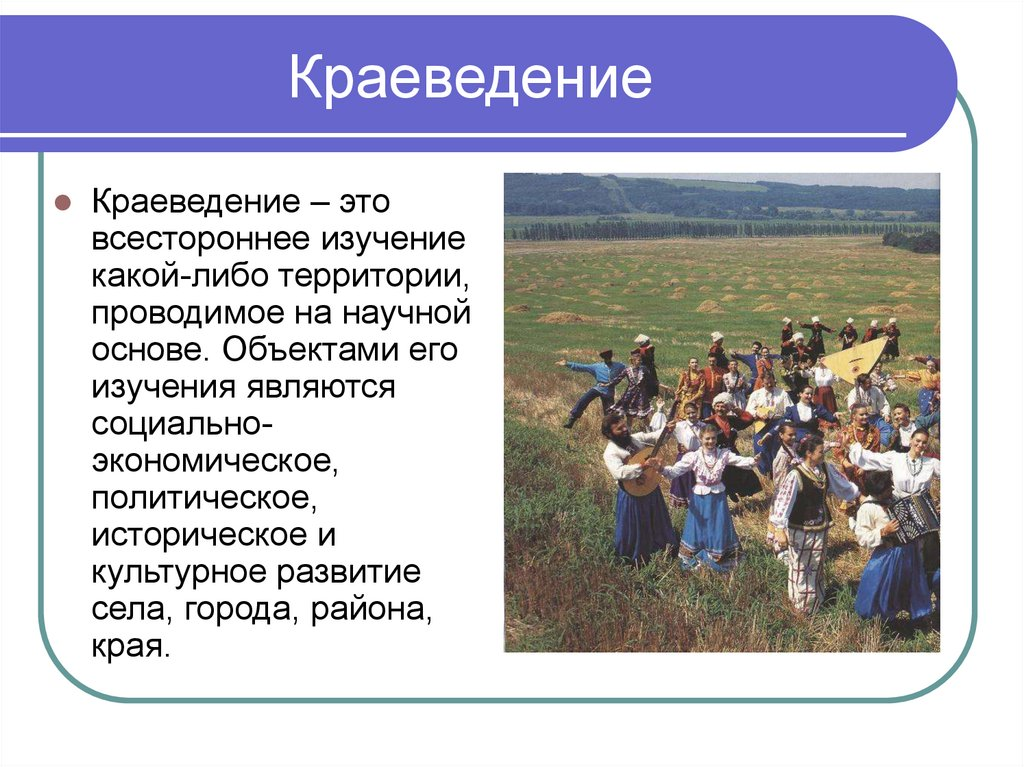 Краеведение
Краеведение – это
всестороннее изучение
какой-либо территории,
проводимое на научной
основе. Объектами его
изучения являются
социально-
экономическое,
политическое,
историческое и
культурное развитие
села, города, района,
края.